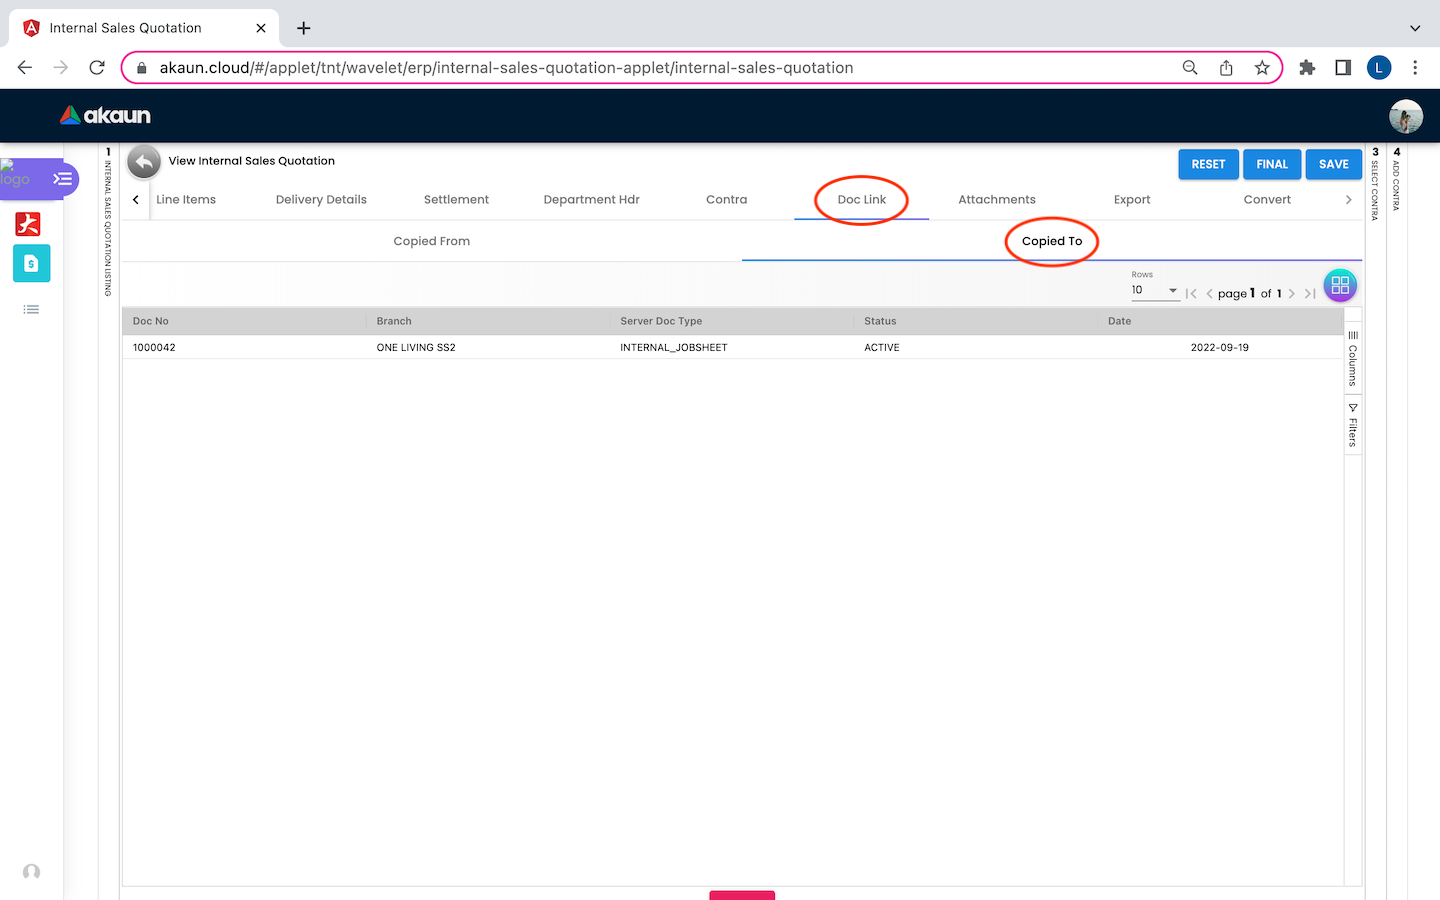 Internal Sales Quotation
akaun.cloud/#/applet/tnt/wavelet/erp/internal-sales-quotation-applet/internal-sales-quotation
L
akaun
logo
1 INTERNAL SALES QUOTATION LISTING
View Internal Sales Quotation
RESET FINAL SAVE
3 SELECT CONTRA
4 ADD CONTRA
Line Items Delivery Details Settlement Department Hdr Contra Doc Link Attachments Export Convert
Copied From Copied To
Rows
10 page 1 of 1
Doc No Branch Server Doc Type Status Date
1000042 ONE LIVING SS2 INTERNAL_JOBSHEET ACTIVE 2022-09-19
Columns
Filters